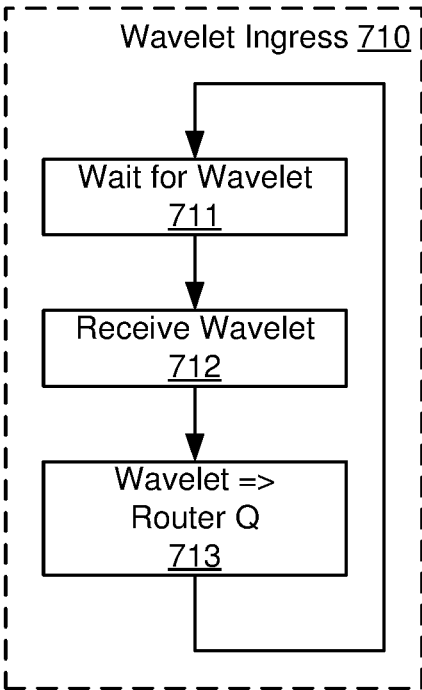 Wavelet Ingress 710
Wait for Wavelet
711
Receive Wavelet
712
Wavelet =>
Router Q
713